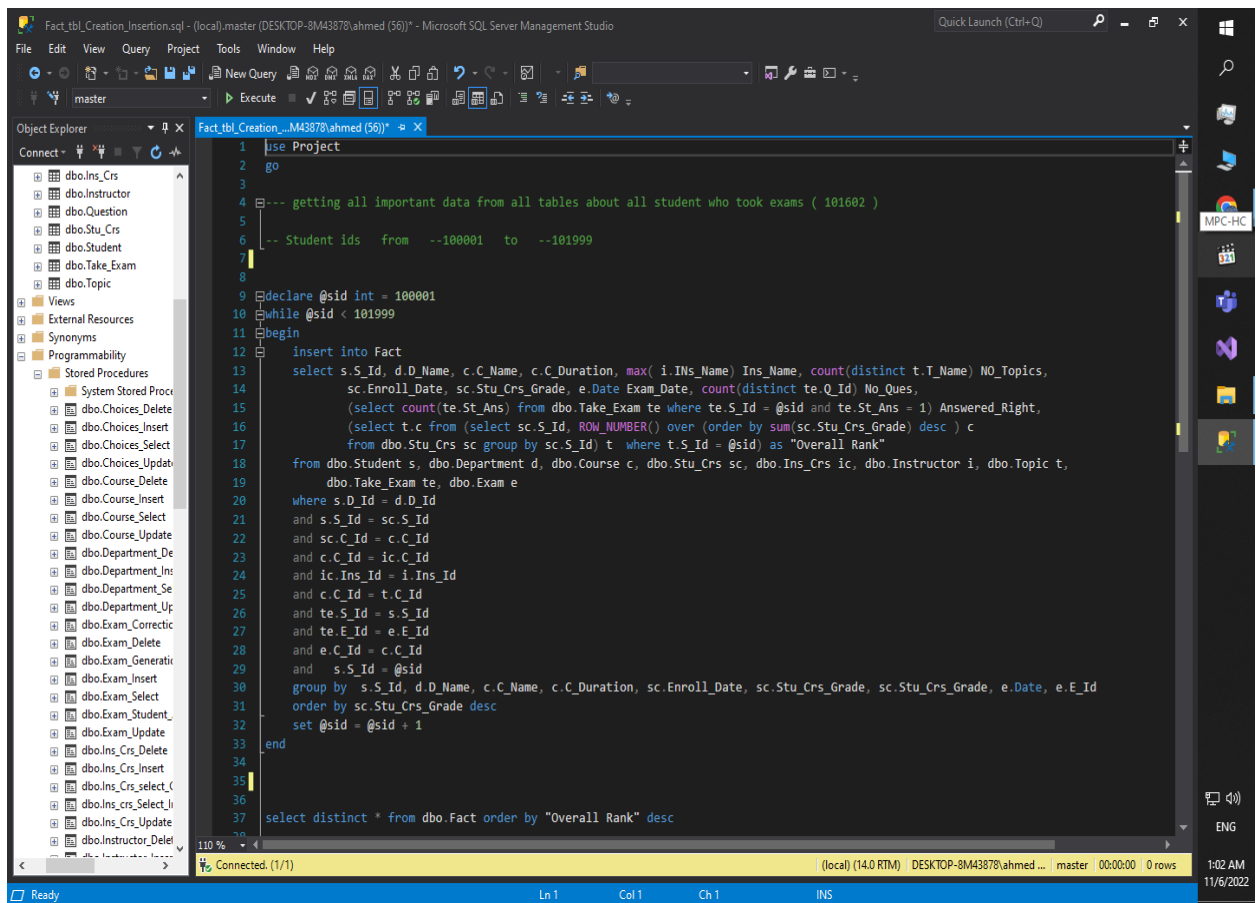 Fact_tbl_Creation_Insertion.sql - (local).master (DESKTOP-8M43878\ahmed (56))* - Microsoft SQL Server Management Studio
Quick Launch (Ctrl+Q)
File Edit View Query Project Tools Window Help
New Query
master
Execute
Object Explorer
Connect
dbo.Ins_Crs
dbo.Instructor
dbo.Question
dbo.Stu_Crs
dbo.Student
dbo.Take_Exam
dbo.Topic
Views
External Resources
Synonyms
Programmability
Stored Procedures
System Stored Proce
dbo.Choices_Delete
dbo.Choices_Insert
dbo.Choices_Select
dbo.Choices_Updat
dbo.Course_Delete
dbo.Course_Insert
dbo.Course_Select
dbo.Course_Update
dbo.Department_De
dbo.Department_Ins
dbo.Department_Se
dbo.Department_Up
dbo.Exam_Correctic
dbo.Exam_Delete
dbo.Exam_Generatic
dbo.Exam_Insert
dbo.Exam_Select
dbo.Exam_Student_
dbo.Exam_Update
dbo.Ins_Crs_Delete
dbo.Ins_Crs_Insert
dbo.Ins_Crs_select_C
dbo.Ins_crs_Select_I
dbo.Ins_Crs_Update
dbo.Instructor_Delet
Fact_tbl_Creation_...M43878\ahmed (56))*
1 use Project
2 go
3
4 --- getting all important data from all tables about all student who took exams ( 101602 )
5
6 -- Student ids from --100001 to --101999
7
8
9 declare @sid int = 100001
10 while @sid < 101999
11 begin
12 insert into Fact
13 select s.S_Id, d.D_Name, c.C_Name, c.C_Duration, max( i.INs_Name) Ins_Name, count(distinct t.T_Name) NO_Topics,
14 sc.Enroll_Date, sc.Stu_Crs_Grade, e.Date Exam_Date, count(distinct te.Q_Id) No_Ques,
15 (select count(te.St_Ans) from dbo.Take_Exam te where te.S_Id = @sid and te.St_Ans = 1) Answered_Right,
16 (select t.c from (select sc.S_Id, ROW_NUMBER() over (order by sum(sc.Stu_Crs_Grade) desc ) c
17 from dbo.Stu_Crs sc group by sc.S_Id) t where t.S_Id = @sid) as "Overall Rank"
18 from dbo.Student s, dbo.Department d, dbo.Course c, dbo.Stu_Crs sc, dbo.Ins_Crs ic, dbo.Instructor i, dbo.Topic t,
19 dbo.Take_Exam te, dbo.Exam e
20 where s.D_Id = d.D_Id
21 and s.S_Id = sc.S_Id
22 and sc.C_Id = c.C_Id
23 and c.C_Id = ic.C_Id
24 and ic.Ins_Id = i.Ins_Id
25 and c.C_Id = t.C_Id
26 and te.S_Id = s.S_Id
27 and te.E_Id = e.E_Id
28 and e.C_Id = c.C_Id
29 and s.S_Id = @sid
30 group by s.S_Id, d.D_Name, c.C_Name, c.C_Duration, sc.Enroll_Date, sc.Stu_Crs_Grade, sc.Stu_Crs_Grade, e.Date, e.E_Id
31 order by sc.Stu_Crs_Grade desc
32 set @sid = @sid + 1
33 end
34
35
36
37 select distinct * from dbo.Fact order by "Overall Rank" desc
110 %
Connected. (1/1)
(local) (14.0 RTM) DESKTOP-8M43878\ahmed ... master 00:00:00 0 rows
Ready
Ln 1 Col 1 Ch 1 INS
MPC-HC
321
ENG
1:02 AM
11/6/2022